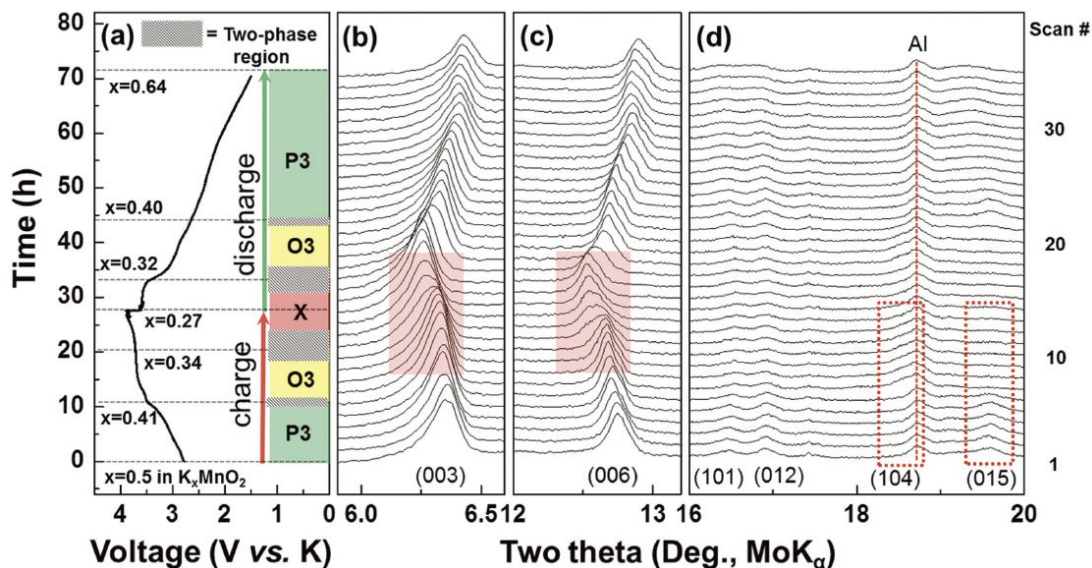 80
70
60
50
40
30
20
10
0
Time (h)
(a)
= Two-phase
region
x=0.64
x=0.40
x=0.32
x=0.27
x=0.34
x=0.41
x=0.5 in KₓMnO₂
discharge
charge
P3
O3
X
O3
P3
4 3 2 1 0
Voltage (V vs. K)
(b)
(003)
6.0 6.5
(c)
(006)
12 13
(d)
Al
(101) (012) (104) (015)
16 18 20
Two theta (Deg., MoKα)
Scan #
30
20
10
1